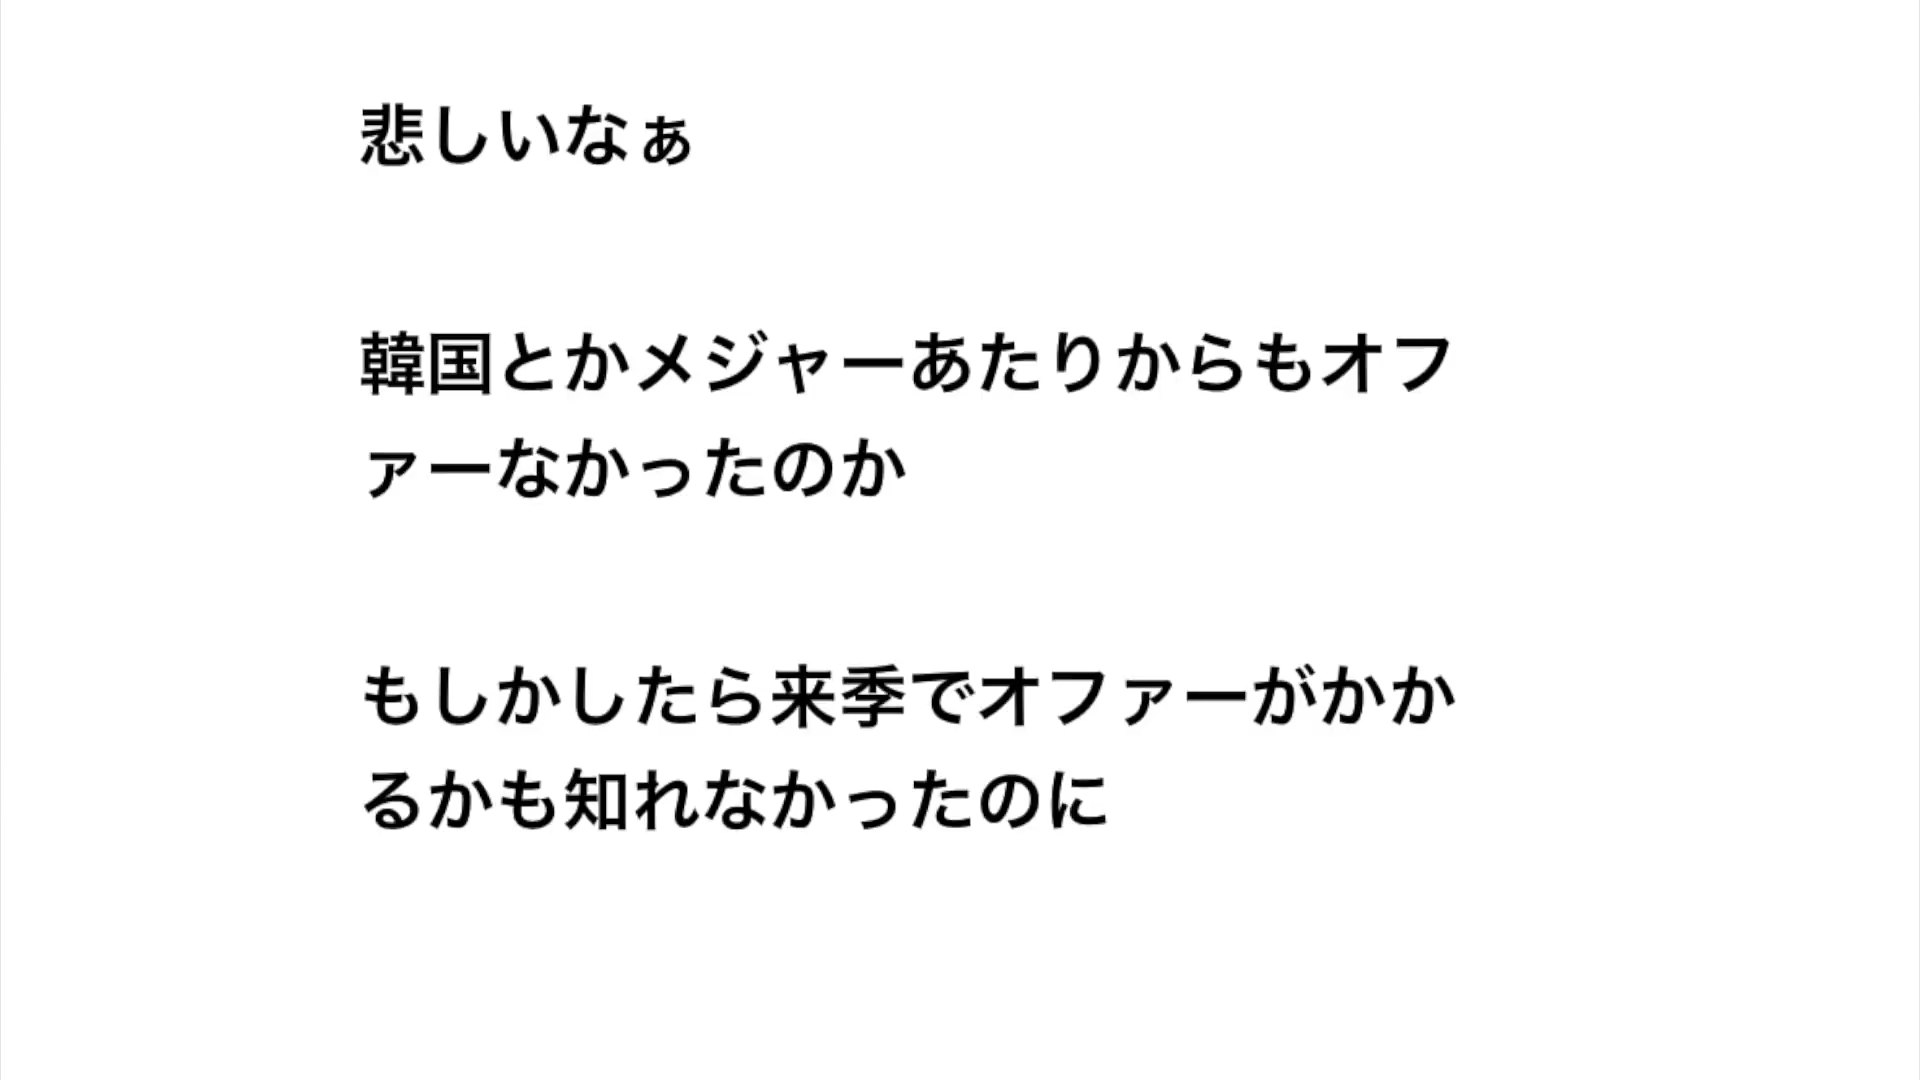 悲しいなぁ
韓国とかメジャーあたりからもオフ
ァーなかったのか
もしかしたら来季でオファーがかか
るかも知れなかったのに